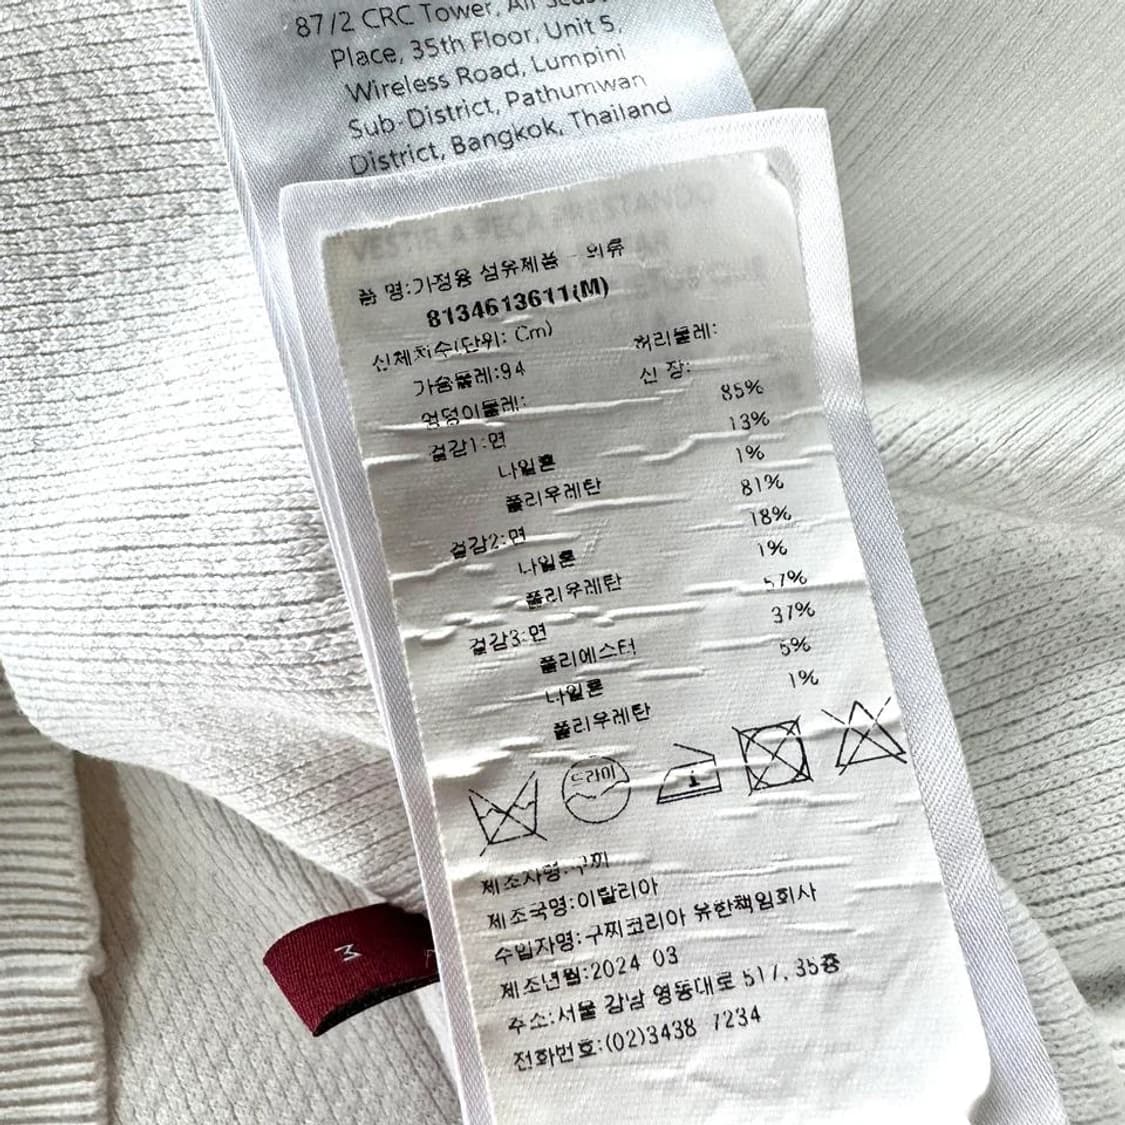 87/2 CRC Tower, All Seas
Place, 35th Floor, Unit 5,
Wireless Road, Lumpini
Sub-District, Pathumwan
District, Bangkok, Thailand
VESTIR A PEÇA PRESTANDO
품 명:가정용 섬유제품 - 의류
8134613611(M)
신체치수(단위: Cm)
가슴둘레:94 허리둘레:
엉덩이둘레: 신 장:
겉감1:면 85%
나일론 13%
폴리우레탄 1%
겉감2:면 81%
나일론 18%
폴리우레탄 1%
겉감3:면 57%
폴리에스터 37%
나일론 5%
폴리우레탄 1%
드라이
제조사명:구찌
제조국명:이탈리아
수입자명:구찌코리아 유한책임회사
제조년월:2024 03
주소:서울 강남 영동대로 517, 35층
전화번호:(02)3438 7234
M